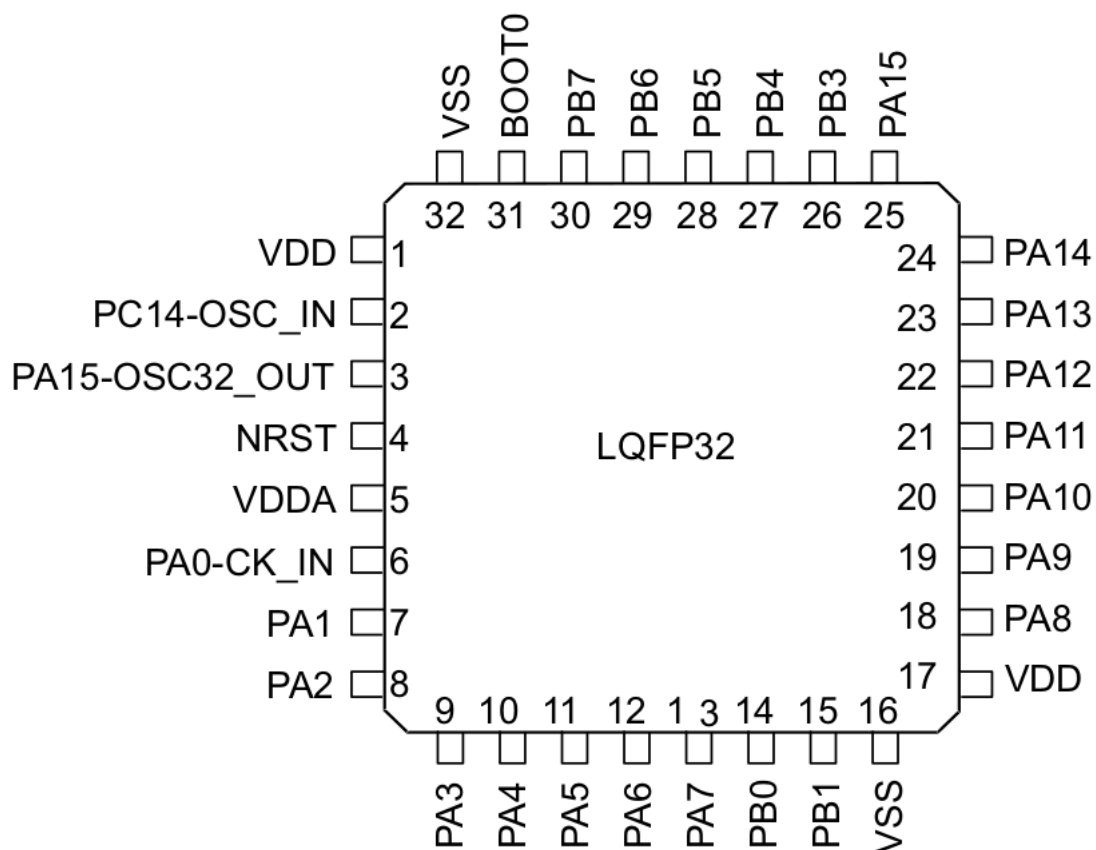 VSS
BOOT0
PB7
PB6
PB5
PB4
PB3
PA15
32 31 30 29 28 27 26 25
VDD 1
PC14-OSC_IN 2
PA15-OSC32_OUT 3
NRST 4
VDDA 5
PA0-CK_IN 6
PA1 7
PA2 8
LQFP32
24 PA14
23 PA13
22 PA12
21 PA11
20 PA10
19 PA9
18 PA8
17 VDD
9 10 11 12 1 3 14 15 16
PA3
PA4
PA5
PA6
PA7
PB0
PB1
VSS